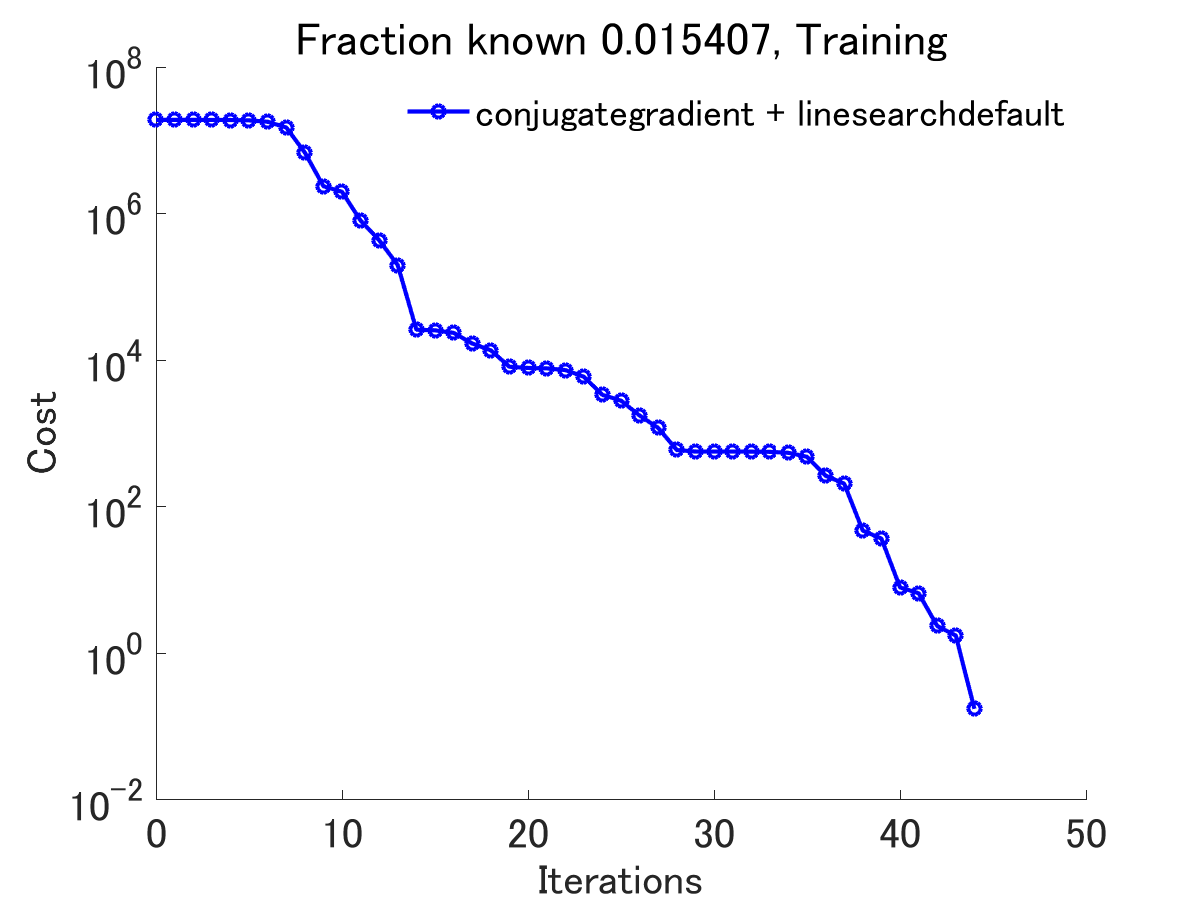 Fraction known 0.015407, Training
conjugategradient + linesearchdefault
10^8
10^6
10^4
10^2
10^0
10^-2
Cost
0 10 20 30 40 50
Iterations